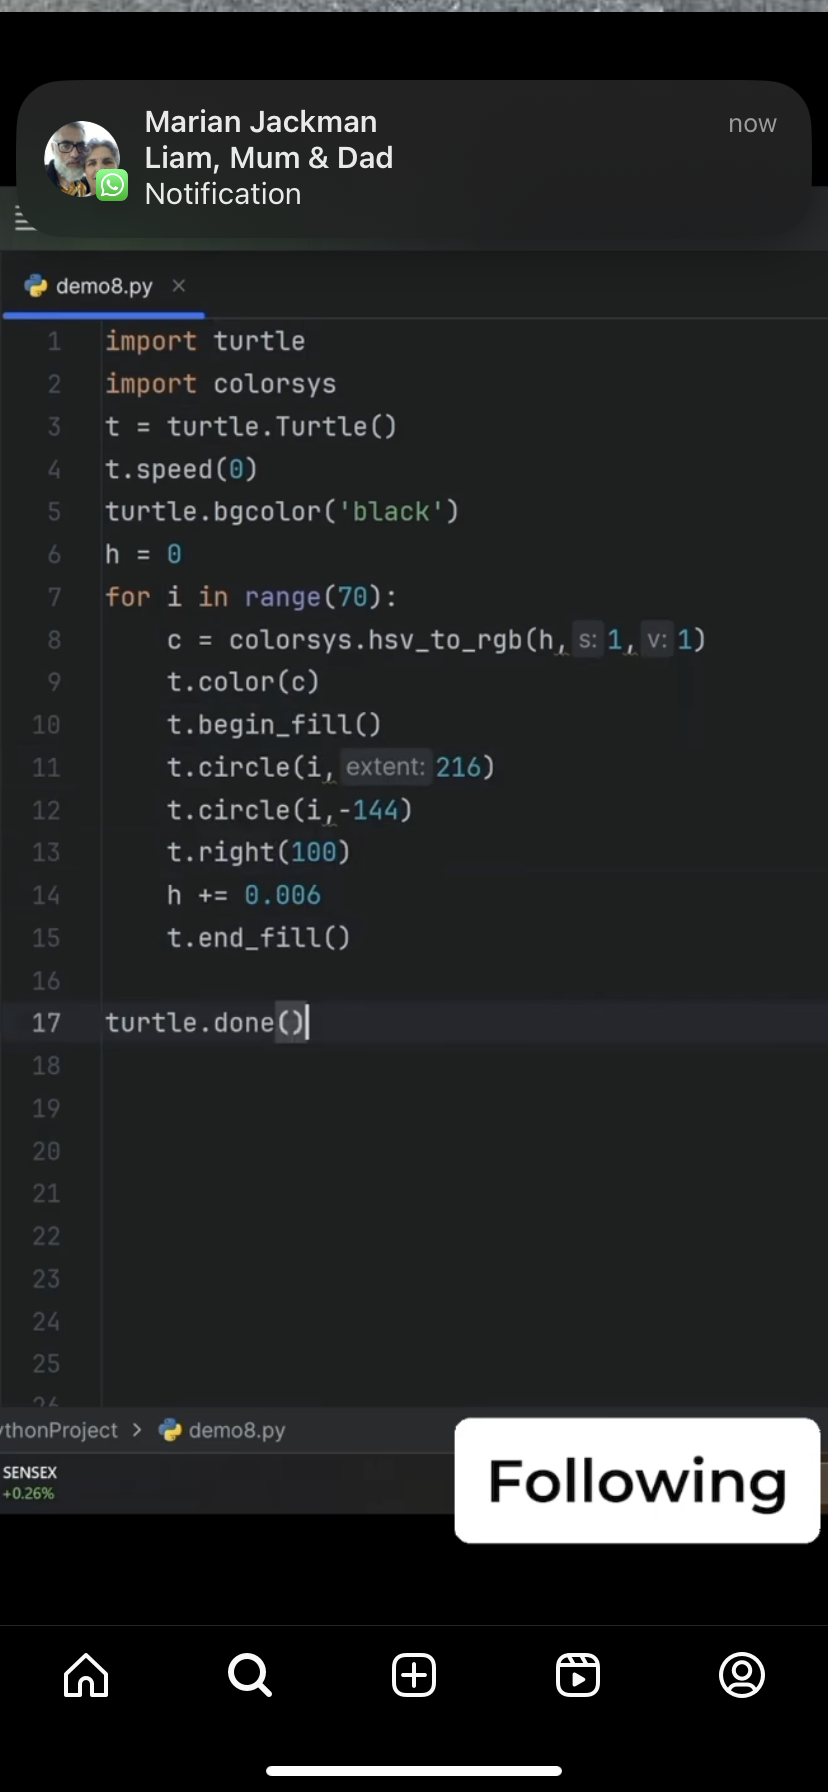 Marian Jackman
now
Liam, Mum & Dad
Notification
demo8.py
1 import turtle
2 import colorsys
3 t = turtle.Turtle()
4 t.speed(0)
5 turtle.bgcolor('black')
6 h = 0
7 for i in range(70):
8 c = colorsys.hsv_to_rgb(h, s: 1, v: 1)
9 t.color(c)
10 t.begin_fill()
11 t.circle(i, extent: 216)
12 t.circle(i,-144)
13 t.right(100)
14 h += 0.006
15 t.end_fill()
16
17 turtle.done()
18
19
20
21
22
23
24
25
26
ythonProject > demo8.py
SENSEX
+0.26%
Following